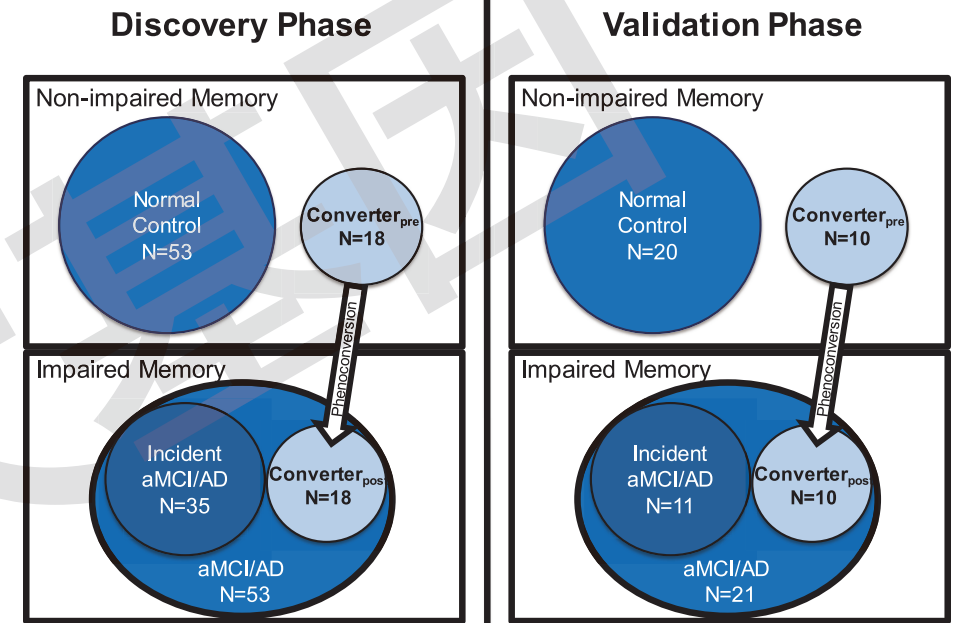 Discovery Phase
Non-impaired Memory
Normal
Control
N=53
Converterpre
N=18
Phenoconversion
Impaired Memory
Incident
aMCI/AD
N=35
Converterpost
N=18
aMCI/AD
N=53
Validation Phase
Non-impaired Memory
Normal
Control
N=20
Converterpre
N=10
Phenoconversion
Impaired Memory
Incident
aMCI/AD
N=11
Converterpost
N=10
aMCI/AD
N=21